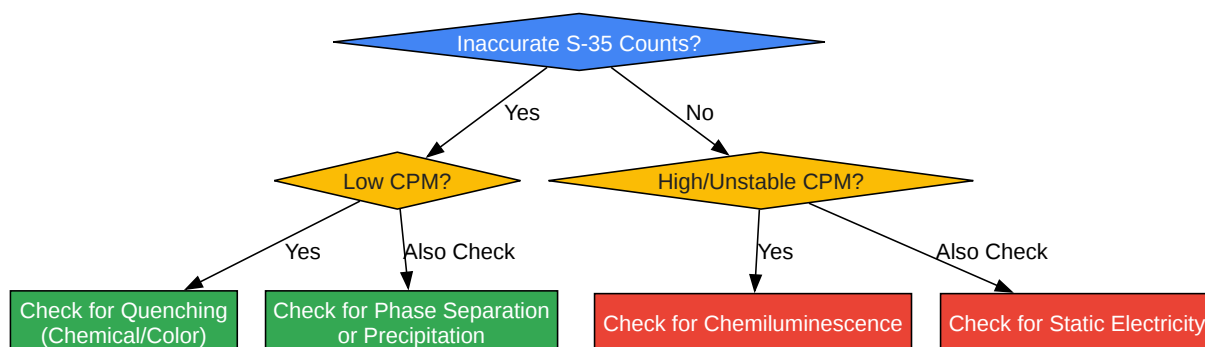 Inaccurate S-35 Counts?
Yes
No
Low CPM?
High/Unstable CPM?
Yes
Also Check
Yes
Also Check
Check for Quenching
(Chemical/Color)
Check for Phase Separation
or Precipitation
Check for Chemiluminescence
Check for Static Electricity